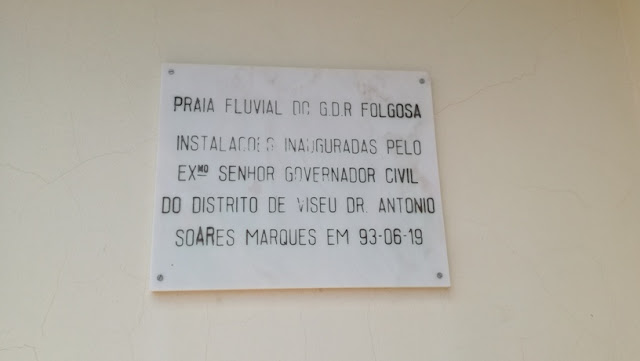 PRAIA FLUVIAL DO G.D.R FOLGOSA
INSTALACOES INAUGURADAS PELO
EXMO SENHOR GOVERNADOR CIVIL
DO DISTRITO DE VISEU DR. ANTONIO
SOARES MARQUES EM 93-06-19